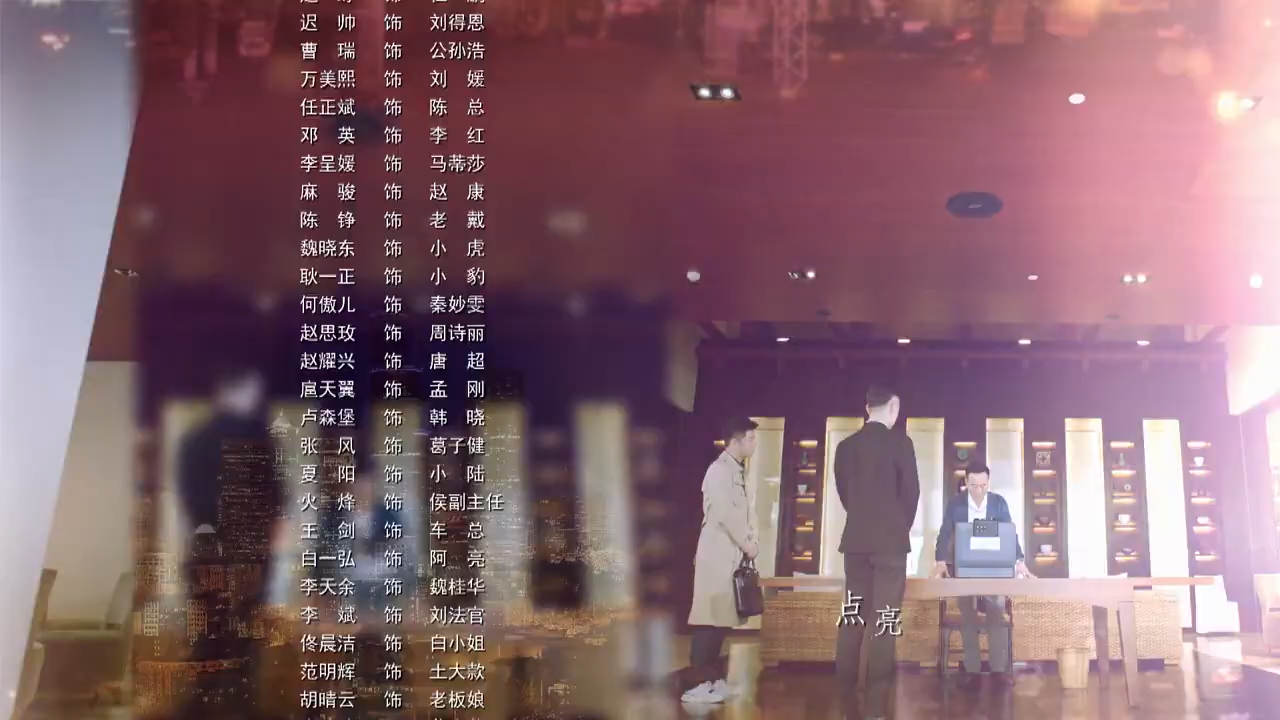 迟 帅 饰 刘得恩
曹 瑞 饰 公孙浩
万美熙 饰 刘 媛
任正斌 饰 陈 总
邓 英 饰 李 红
李呈媛 饰 马蒂莎
麻 骏 饰 赵 康
陈 铮 饰 老 戴
魏晓东 饰 小 虎
耿一正 饰 小 豹
何傲儿 饰 秦妙雯
赵思玫 饰 周诗丽
赵耀兴 饰 唐 超
扈天翼 饰 孟 刚
卢森堡 饰 韩 晓
张 风 饰 葛子健
夏 阳 饰 小 陆
火 烽 饰 侯副主任
王 剑 饰 车 总
白一弘 饰 阿 亮
李天余 饰 魏桂华
李 斌 饰 刘法官
佟晨洁 饰 白小姐
范明辉 饰 土大款
胡晴云 饰 老板娘
点亮